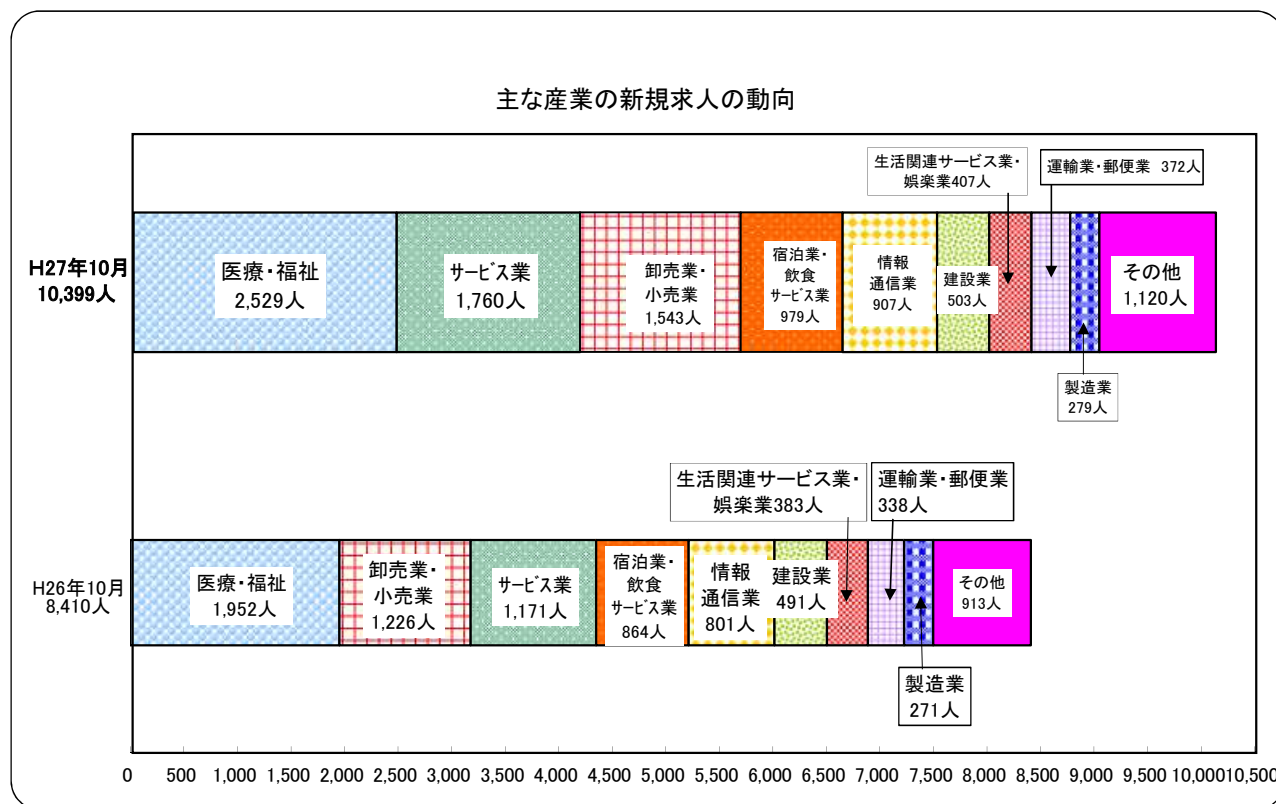 主な産業の新規求人の動向
生活関連サービス業・
娯楽業407人
運輸業・郵便業 372人
H27年10月
10,399人
医療・福祉
2,529人
サービス業
1,760人
卸売業・
小売業
1,543人
宿泊業・
飲食
サービス業
979人
情報
通信業
907人
建設業
503人
その他
1,120人
製造業
279人
生活関連サービス業・
娯楽業383人
運輸業・郵便業
338人
H26年10月
8,410人
医療・福祉
1,952人
卸売業・
小売業
1,226人
サービス業
1,171人
宿泊業・
飲食
サービス業
864人
情報
通信業
801人
建設業
491人
その他
913人
製造業
271人
0 500 1,000 1,500 2,000 2,500 3,000 3,500 4,000 4,500 5,000 5,500 6,000 6,500 7,000 7,500 8,000 8,500 9,000 9,500 10,000 10,500